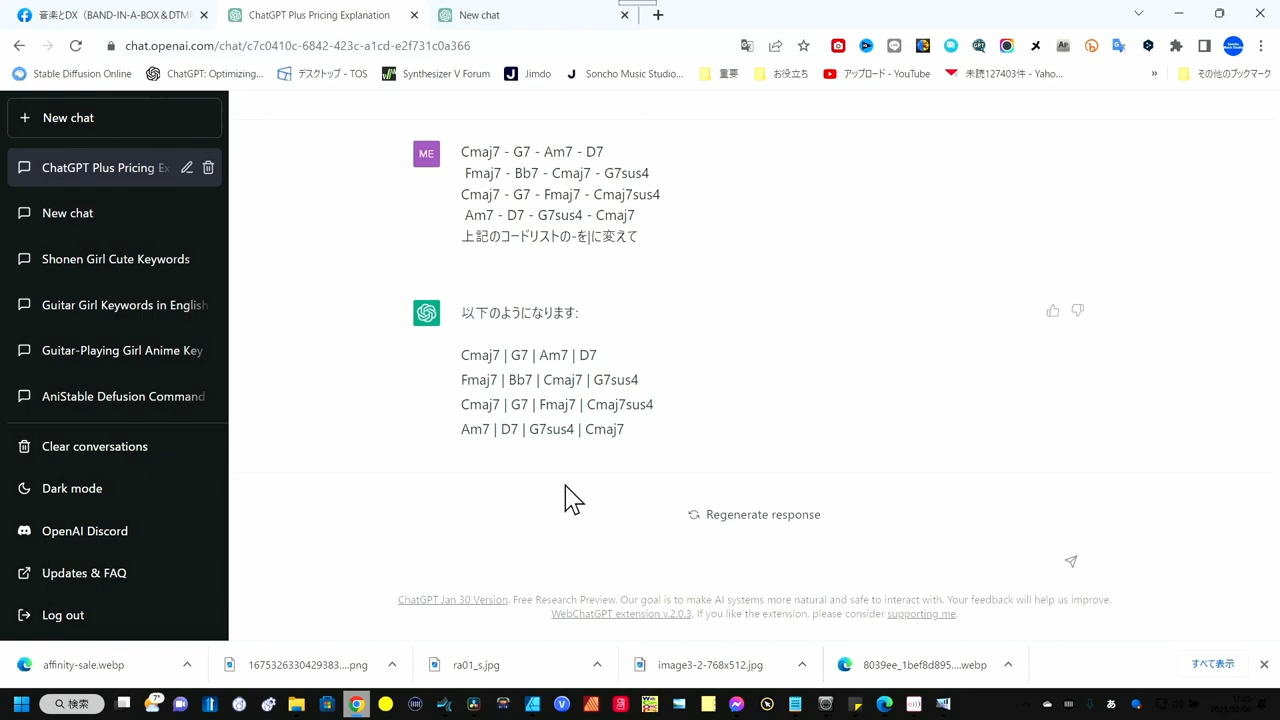 音楽とDX（BAND-IN-A-BOX＆DTM
ChatGPT Plus Pricing Explanation
New chat
chat.openai.com/chat/c7c0410c-6842-423c-a1cd-e2f731c0a366
Stable Diffusion Online
ChatGPT: Optimizing...
デスクトップ - TOS
Synthesizer V Forum
Jimdo
Soncho Music Studio...
重要
お役立ち
アップロード - YouTube
未読127403件 - Yaho...
»
その他のブックマーク
New chat
ChatGPT Plus Pricing Ex
New chat
Shonen Girl Cute Keywords
Guitar Girl Keywords in English
Guitar-Playing Girl Anime Key
AniStable Defusion Command
Clear conversations
Dark mode
OpenAI Discord
Updates & FAQ
Log out
ME
Cmaj7 - G7 - Am7 - D7
Fmaj7 - Bb7 - Cmaj7 - G7sus4
Cmaj7 - G7 - Fmaj7 - Cmaj7sus4
Am7 - D7 - G7sus4 - Cmaj7
上記のコードリストの-を|に変えて
以下のようになります:
Cmaj7 | G7 | Am7 | D7
Fmaj7 | Bb7 | Cmaj7 | G7sus4
Cmaj7 | G7 | Fmaj7 | Cmaj7sus4
Am7 | D7 | G7sus4 | Cmaj7
Regenerate response
ChatGPT Jan 30 Version. Free Research Preview. Our goal is to make AI systems more natural and safe to interact with. Your feedback will help us improve.
WebChatGPT extension v.2.0.3. If you like the extension, please consider supporting me.
affinity-sale.webp
1675326330429383....png
ra01_s.jpg
image3-2-768x512.jpg
8039ee_1bef8d895....webp
すべて表示
検索
7°